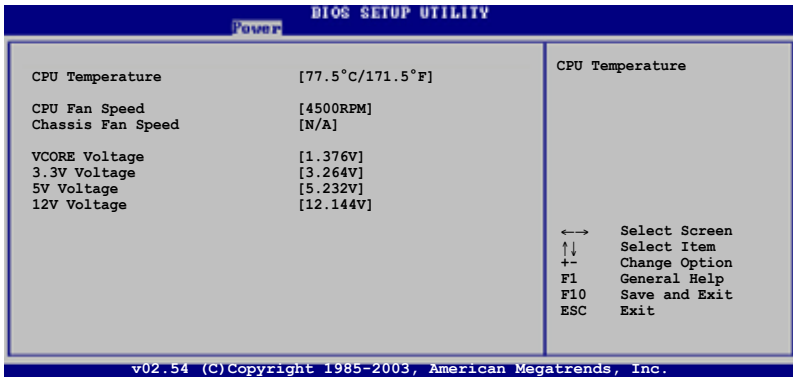 BIOS SETUP UTILITY
Power
CPU Temperature [77.5°C/171.5°F]
CPU Fan Speed [4500RPM]
Chassis Fan Speed [N/A]
VCORE Voltage [1.376V]
3.3V Voltage [3.264V]
5V Voltage [5.232V]
12V Voltage [12.144V]
CPU Temperature
←→ Select Screen
↑↓ Select Item
+- Change Option
F1 General Help
F10 Save and Exit
ESC Exit
v02.54 (C)Copyright 1985-2003, American Megatrends, Inc.